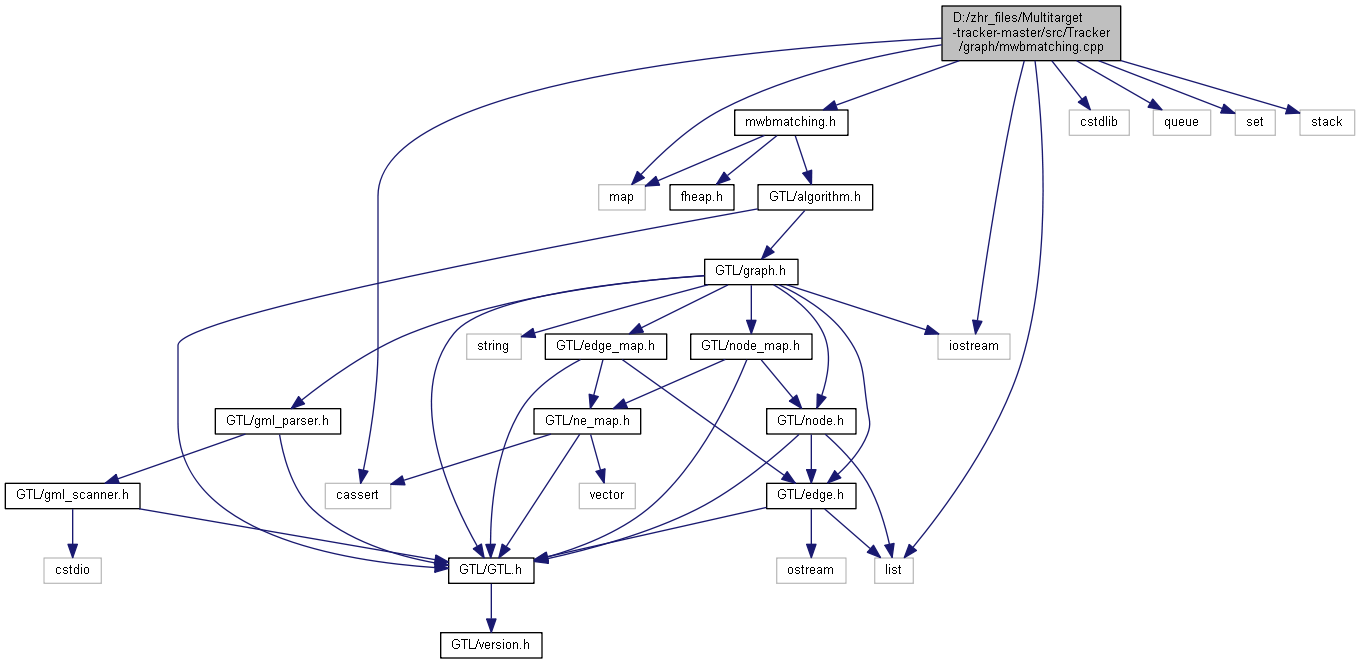 D:/zhr_files/Multitarget
-tracker-master/src/Tracker
/graph/mwbmatching.cpp
mwbmatching.h
cstdlib
queue
set
stack
map
fheap.h
GTL/algorithm.h
GTL/graph.h
string
GTL/edge_map.h
GTL/node_map.h
iostream
GTL/gml_parser.h
GTL/ne_map.h
GTL/node.h
GTL/gml_scanner.h
cassert
vector
GTL/edge.h
cstdio
GTL/GTL.h
ostream
list
GTL/version.h